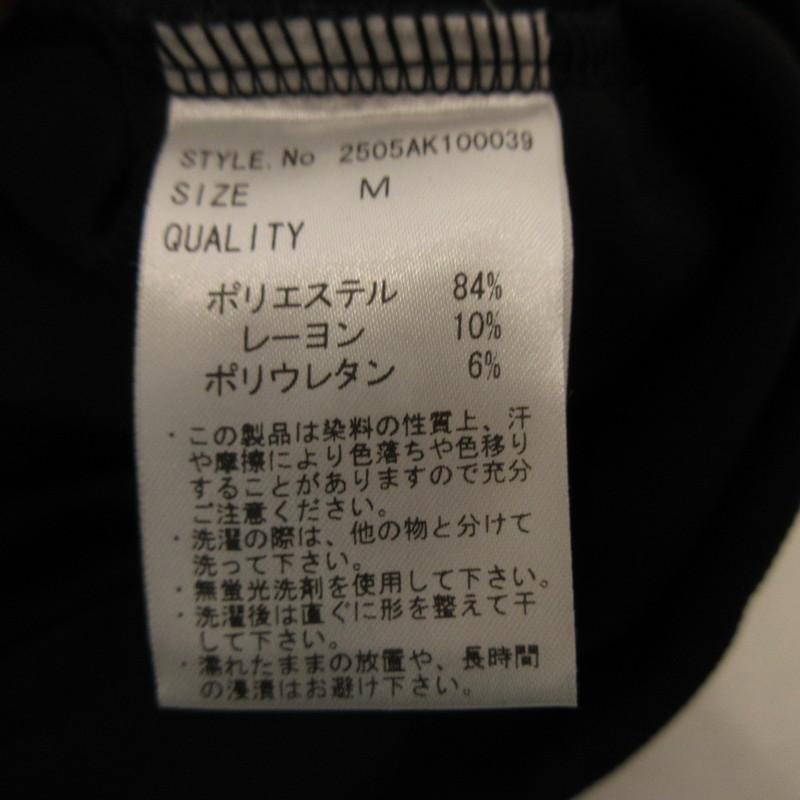 STYLE. No 2505AK100039
SIZE M
QUALITY
ポリエステル 84%
レーヨン 10%
ポリウレタン 6%
・この製品は染料の性質上、汗
や摩擦により色落ちや色移り
することがありますので充分
ご注意ください。
・洗濯の際は、他の物と分けて
洗って下さい。
・無蛍光洗剤を使用して下さい。
・洗濯後は直ぐに形を整えて干
して下さい。
・濡れたままの放置や、長時間
の浸漬はお避け下さい。